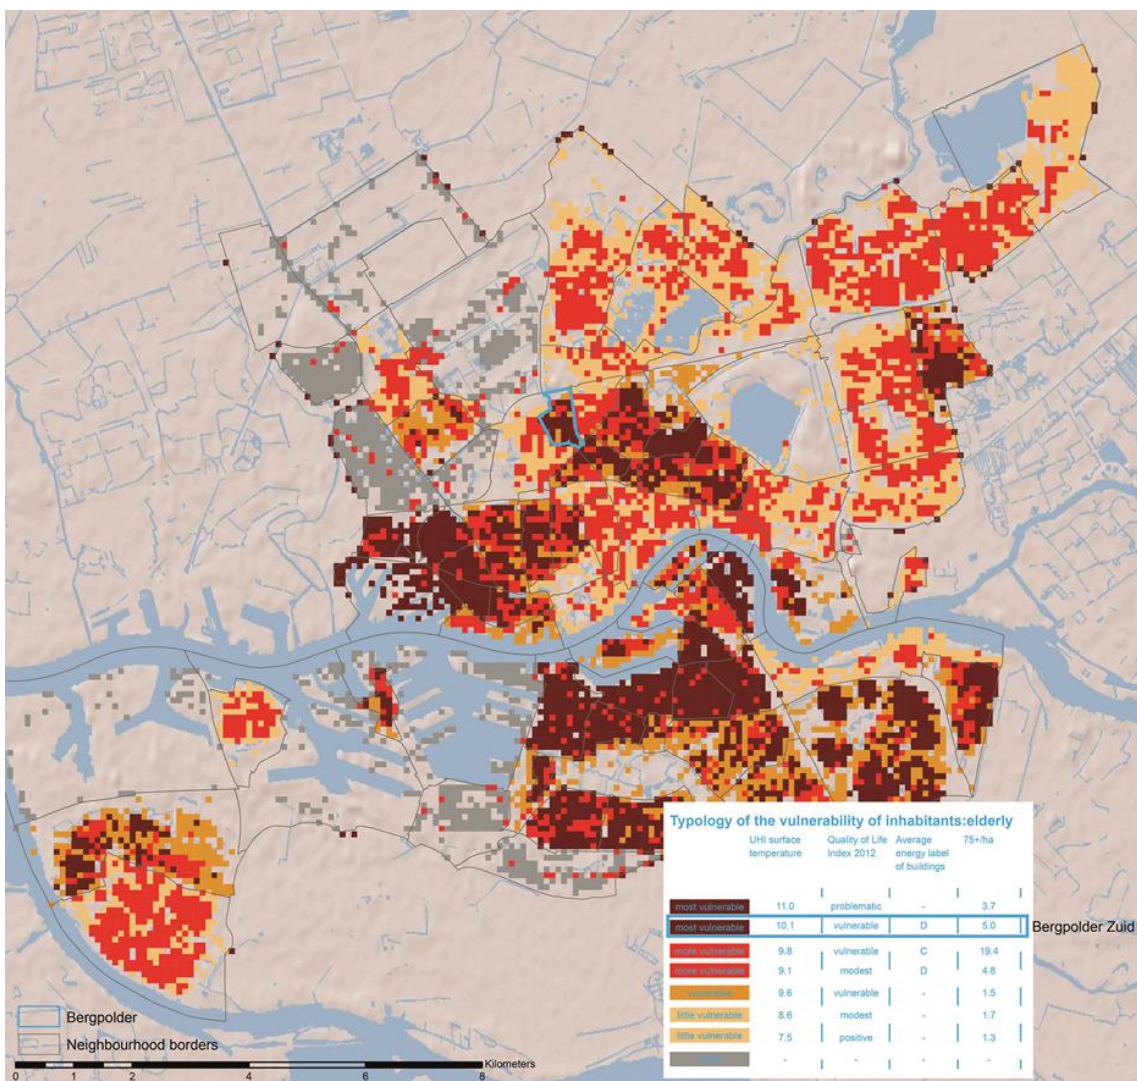 Typology of the vulnerability of inhabitants:elderly
UHI surface temperature
Quality of Life Index 2012
Average energy label of buildings
75+/ha
most vulnerable 11.0 problematic - 3.7
most vulnerable 10.1 vulnerable D 5.0
Bergpolder Zuid
more vulnerable 9.8 vulnerable C 19.4
more vulnerable 9.1 modest D 4.8
vulnerable 9.6 vulnerable - 1.5
little vulnerable 8.6 modest - 1.7
little vulnerable 7.5 positive - 1.3
- - - -
Bergpolder
Neighbourhood borders
Kilometers
0 1 2 4 6 8